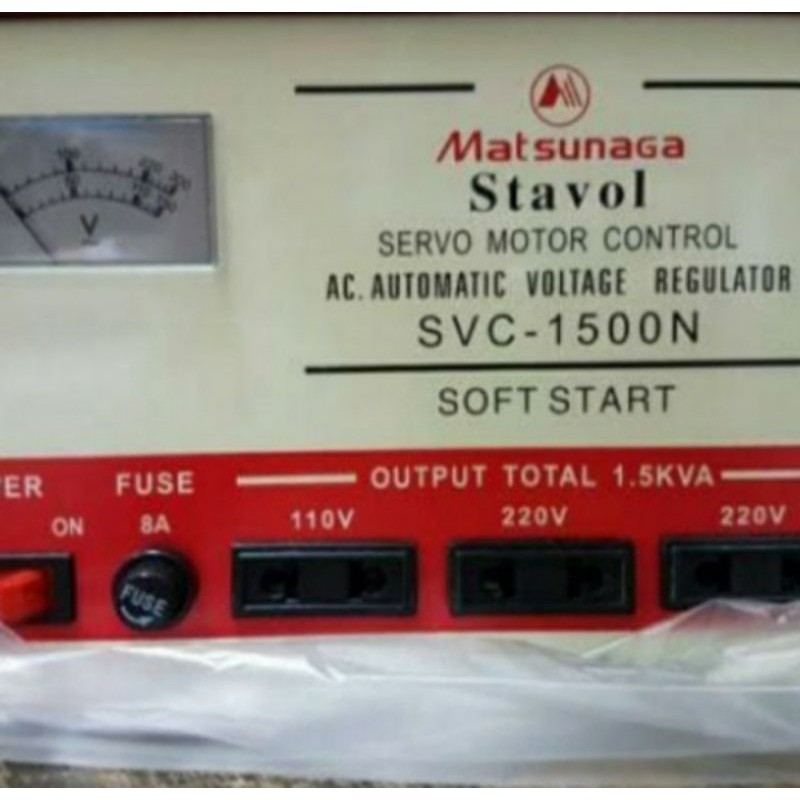 Matsunaga
Stavol
SERVO MOTOR CONTROL
AC. AUTOMATIC VOLTAGE REGULATOR
SVC-1500N
SOFT START
V
FUSE
OUTPUT TOTAL 1.5KVA
ON
8A
110V
220V
220V
FUSE